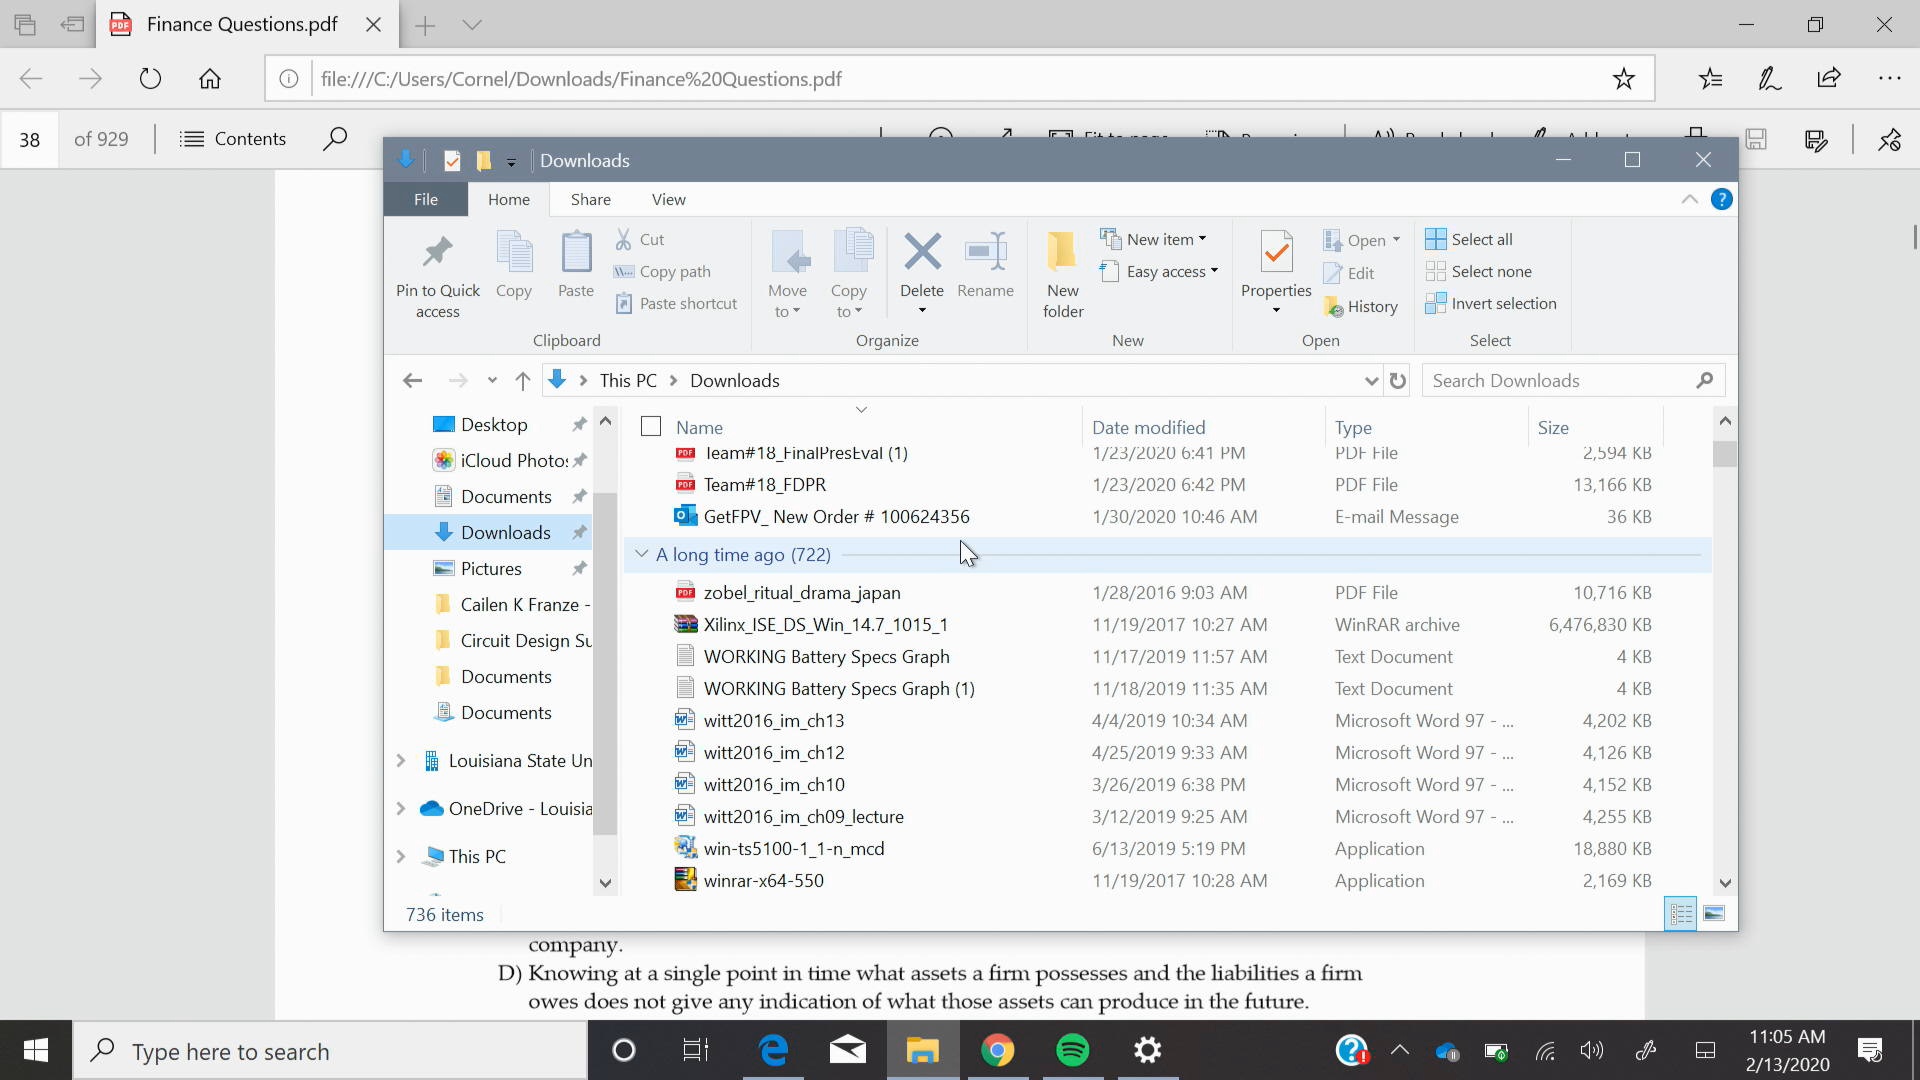 Finance Questions.pdf
file:///C:/Users/Cornel/Downloads/Finance%20Questions.pdf
38 of 929 Contents
Downloads
File Home Share View
Pin to Quick access
Copy
Paste
Cut
Copy path
Paste shortcut
Clipboard
Move to
Copy to
Delete
Rename
Organize
New folder
New item
Easy access
New
Properties
Open
Edit
History
Open
Select all
Select none
Invert selection
Select
This PC > Downloads
Search Downloads
Desktop
iCloud Photo
Documents
Downloads
Pictures
Cailen K Franze -
Circuit Design Su
Documents
Documents
Louisiana State Un
OneDrive - Louisia
This PC
Name Date modified Type Size
Team#18_FinalPresEval (1) 1/23/2020 6:41 PM PDF File 2,594 KB
Team#18_FDPR 1/23/2020 6:42 PM PDF File 13,166 KB
GetFPV_ New Order # 100624356 1/30/2020 10:46 AM E-mail Message 36 KB
A long time ago (722)
zobel_ritual_drama_japan 1/28/2016 9:03 AM PDF File 10,716 KB
Xilinx_ISE_DS_Win_14.7_1015_1 11/19/2017 10:27 AM WinRAR archive 6,476,830 KB
WORKING Battery Specs Graph 11/17/2019 11:57 AM Text Document 4 KB
WORKING Battery Specs Graph (1) 11/18/2019 11:35 AM Text Document 4 KB
witt2016_im_ch13 4/4/2019 10:34 AM Microsoft Word 97 - ... 4,202 KB
witt2016_im_ch12 4/25/2019 9:33 AM Microsoft Word 97 - ... 4,126 KB
witt2016_im_ch10 3/26/2019 6:38 PM Microsoft Word 97 - ... 4,152 KB
witt2016_im_ch09_lecture 3/12/2019 9:25 AM Microsoft Word 97 - ... 4,255 KB
win-ts5100-1_1-n_mcd 6/13/2019 5:19 PM Application 18,880 KB
winrar-x64-550 11/19/2017 10:28 AM Application 2,169 KB
736 items
company.
D) Knowing at a single point in time what assets a firm possesses and the liabilities a firm
owes does not give any indication of what those assets can produce in the future.
Type here to search
11:05 AM
2/13/2020